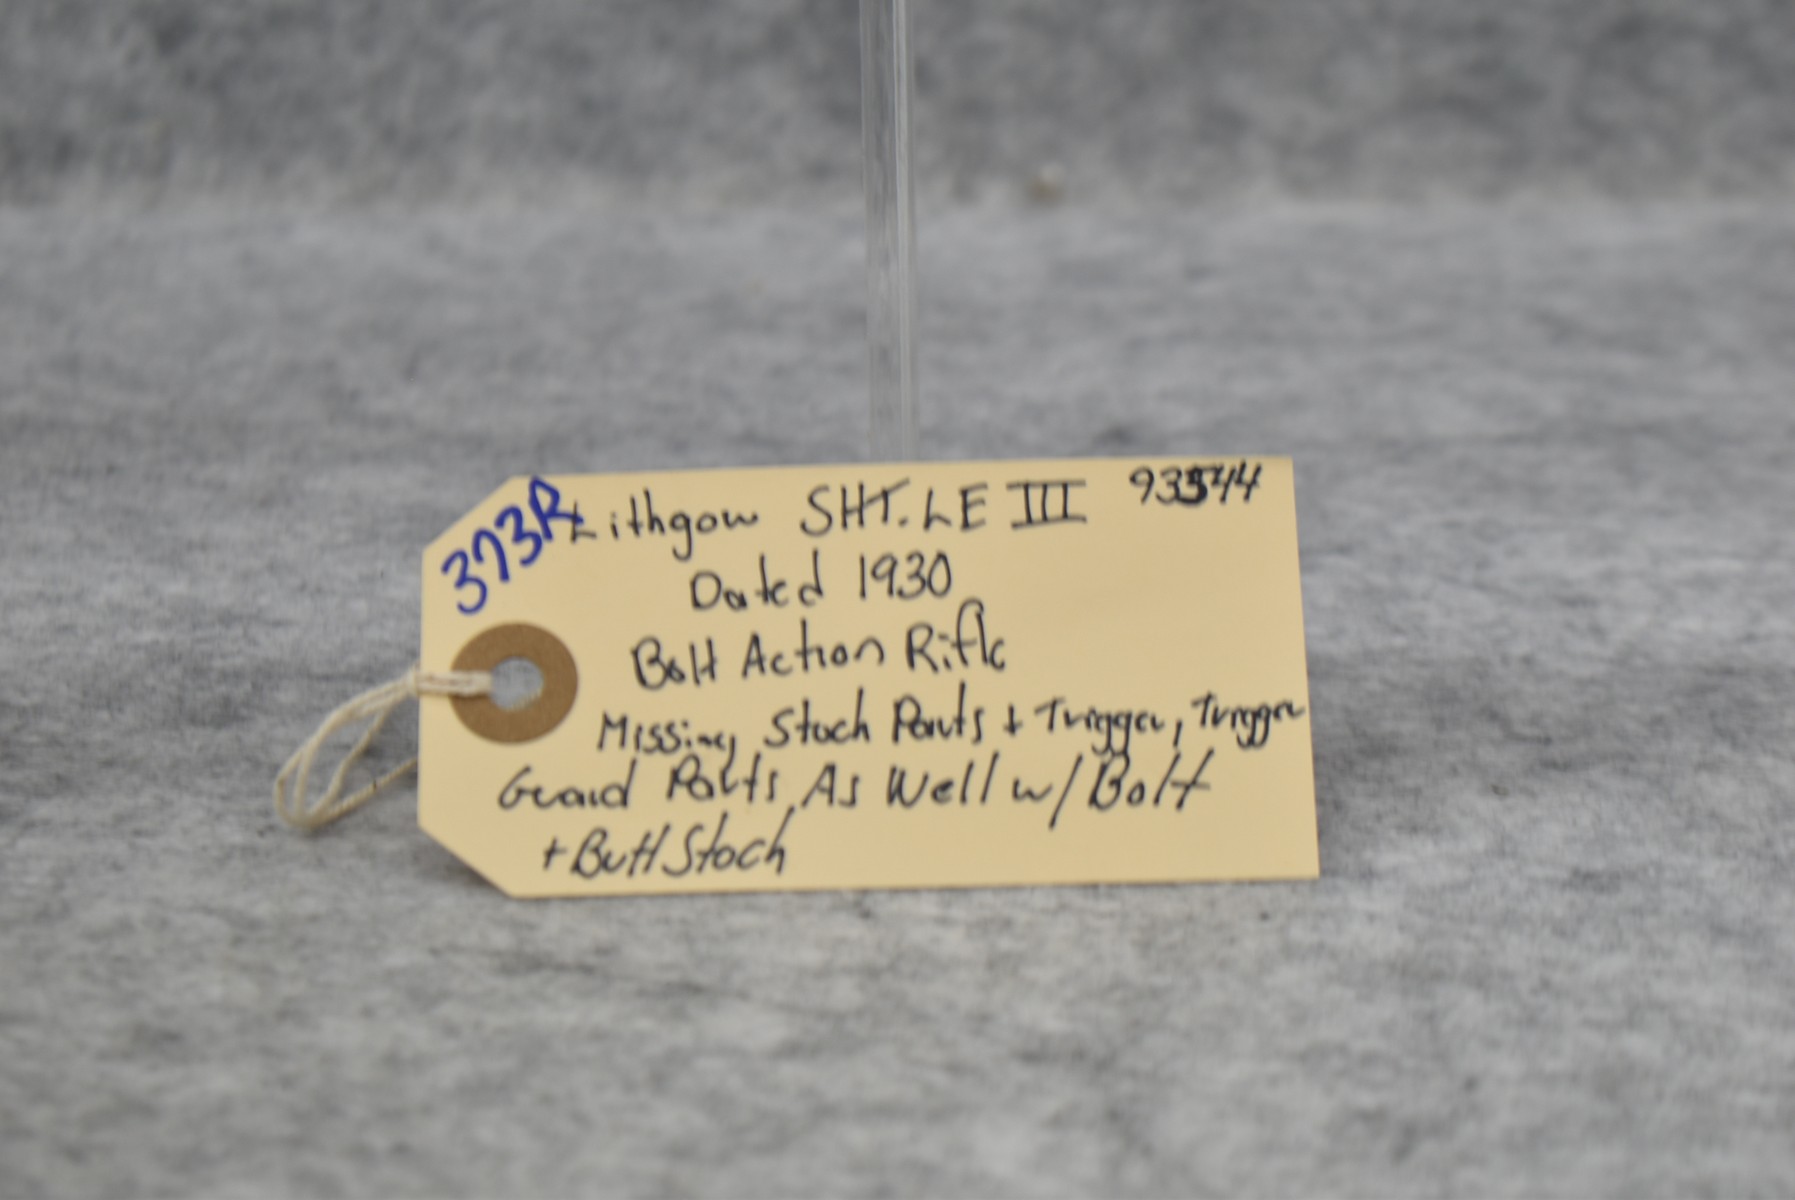 373R
Lithgow SHT. LE III 93544
Dated 1930
Bolt Action Rifle
Missing Stock Parts + Trigger, Trigger
Guard Parts, As Well w/ Bolt
+ Butt Stock